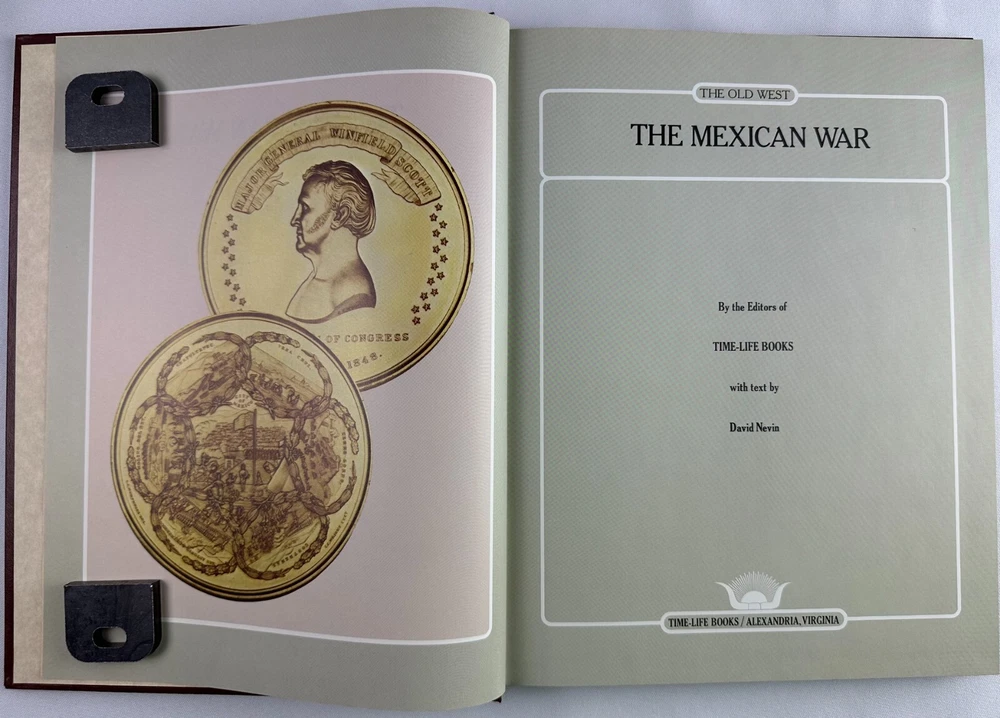 MAJOR GENERAL WINFIELD SCOTT
OF CONGRESS
1848.
THE OLD WEST
THE MEXICAN WAR
By the Editors of
TIME-LIFE BOOKS
with text by
David Nevin
TIME-LIFE BOOKS / ALEXANDRIA, VIRGINIA